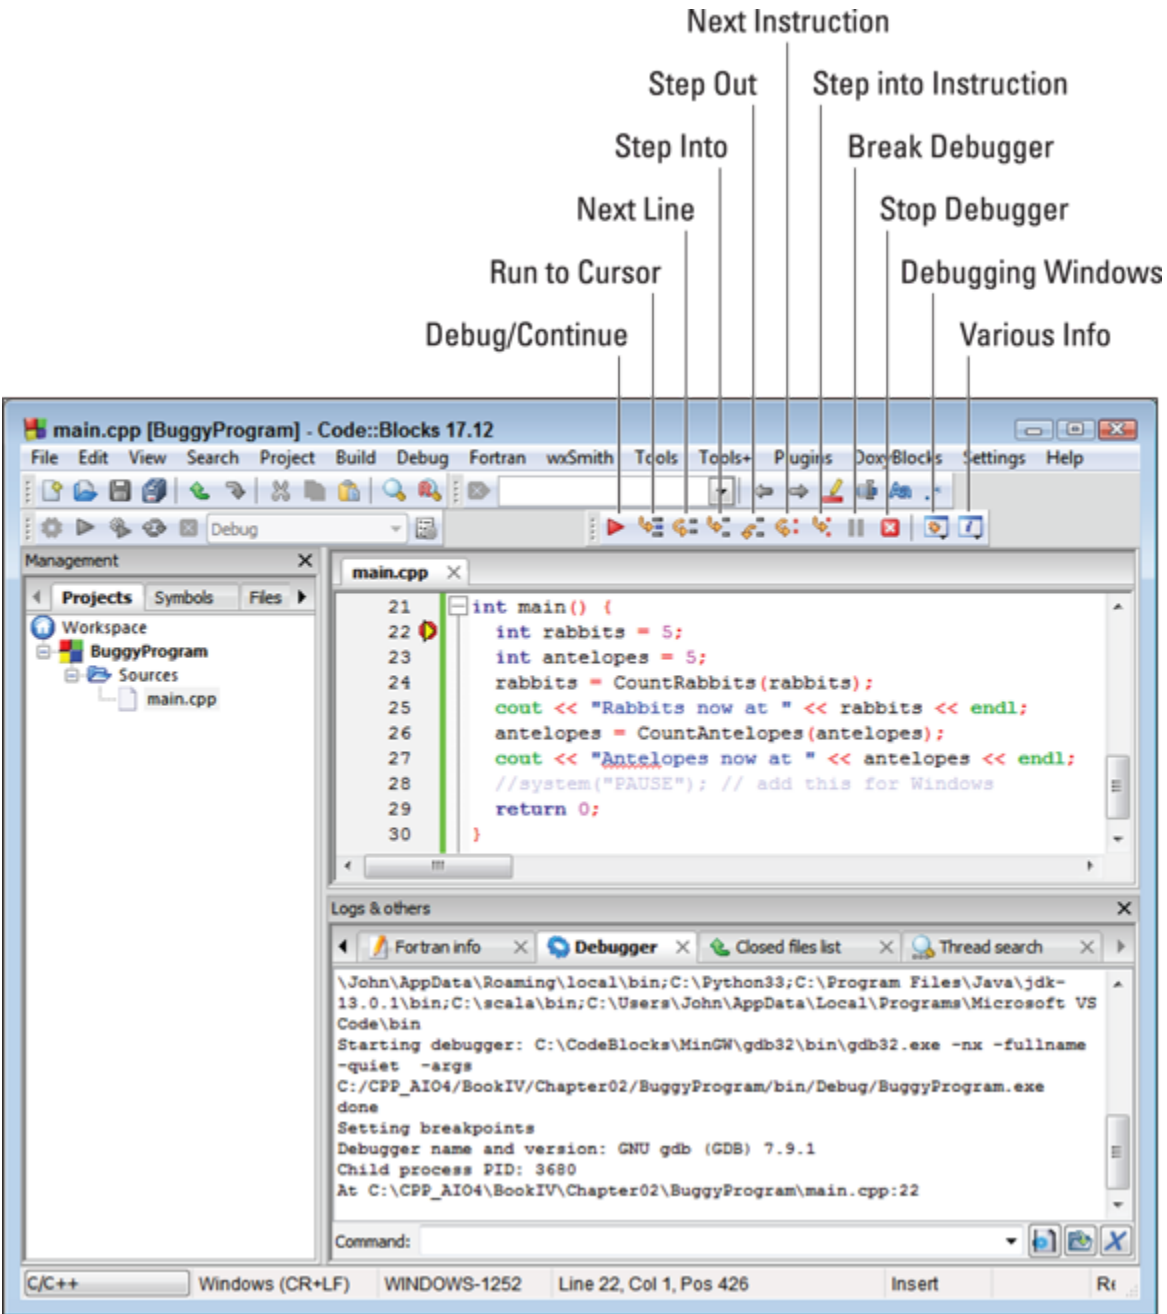 Next Instruction
Step Out
Step into Instruction
Step Into
Break Debugger
Next Line
Stop Debugger
Run to Cursor
Debugging Windows
Debug/Continue
Various Info
main.cpp [BuggyProgram] - Code::Blocks 17.12
File Edit View Search Project Build Debug Fortran wxSmith Tools Tools+ Plugins DoxyBlocks Settings Help
Debug
Management
Projects Symbols Files
Workspace
BuggyProgram
Sources
main.cpp
main.cpp
21 int main() {
22 int rabbits = 5;
23 int antelopes = 5;
24 rabbits = CountRabbits(rabbits);
25 cout << "Rabbits now at " << rabbits << endl;
26 antelopes = CountAntelopes(antelopes);
27 cout << "Antelopes now at " << antelopes << endl;
28 //system("PAUSE"); // add this for Windows
29 return 0;
30 }
Logs & others
Fortran info Debugger Closed files list Thread search
\John\AppData\Roaming\local\bin;C:\Python33;C:\Program Files\Java\jdk-
13.0.1\bin;C:\scala\bin;C:\Users\John\AppData\Local\Programs\Microsoft VS
Code\bin
Starting debugger: C:\CodeBlocks\MinGW\gdb32\bin\gdb32.exe -nx -fullname
-quiet -args
C:/CPP_AIO4/BookIV/Chapter02/BuggyProgram/bin/Debug/BuggyProgram.exe
done
Setting breakpoints
Debugger name and version: GNU gdb (GDB) 7.9.1
Child process PID: 3680
At C:\CPP_AIO4\BookIV\Chapter02\BuggyProgram\main.cpp:22
Command:
C/C++ Windows (CR+LF) WINDOWS-1252 Line 22, Col 1, Pos 426 Insert